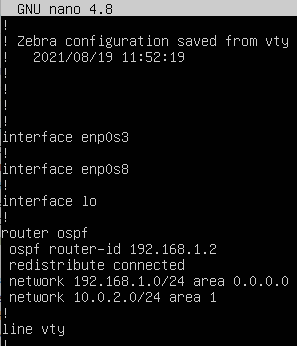 GNU nano 4.8
!
! Zebra configuration saved from vty
!   2021/08/19 11:52:19
!
!
!
!
interface enp0s3
!
interface enp0s8
!
interface lo
!
router ospf
 ospf router-id 192.168.1.2
 redistribute connected
 network 192.168.1.0/24 area 0.0.0.0
 network 10.0.2.0/24 area 1
!
line vty
!